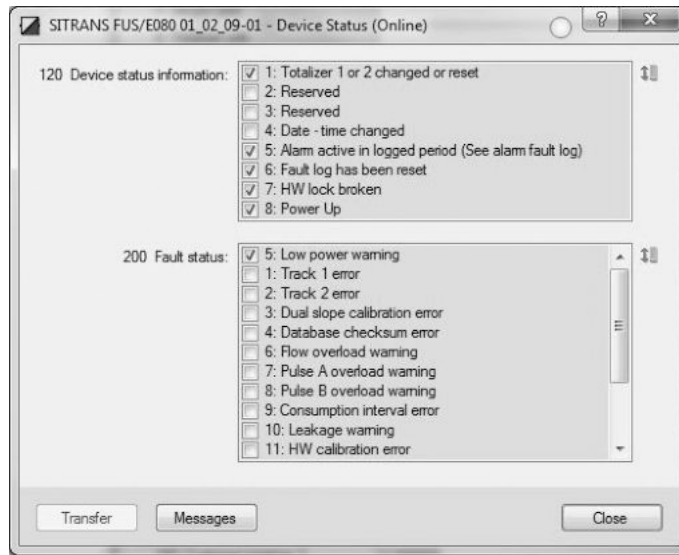 SITRANS FUS/E080 01_02_09-01 - Device Status (Online)
120 Device status information:
1: Totalizer 1 or 2 changed or reset
2: Reserved
3: Reserved
4: Date - time changed
5: Alarm active in logged period (See alarm fault log)
6: Fault log has been reset
7: HW lock broken
8: Power Up
200 Fault status:
5: Low power warning
1: Track 1 error
2: Track 2 error
3: Dual slope calibration error
4: Database checksum error
6: Flow overload warning
7: Pulse A overload warning
8: Pulse B overload warning
9: Consumption interval error
10: Leakage warning
11: HW calibration error
Transfer
Messages
Close